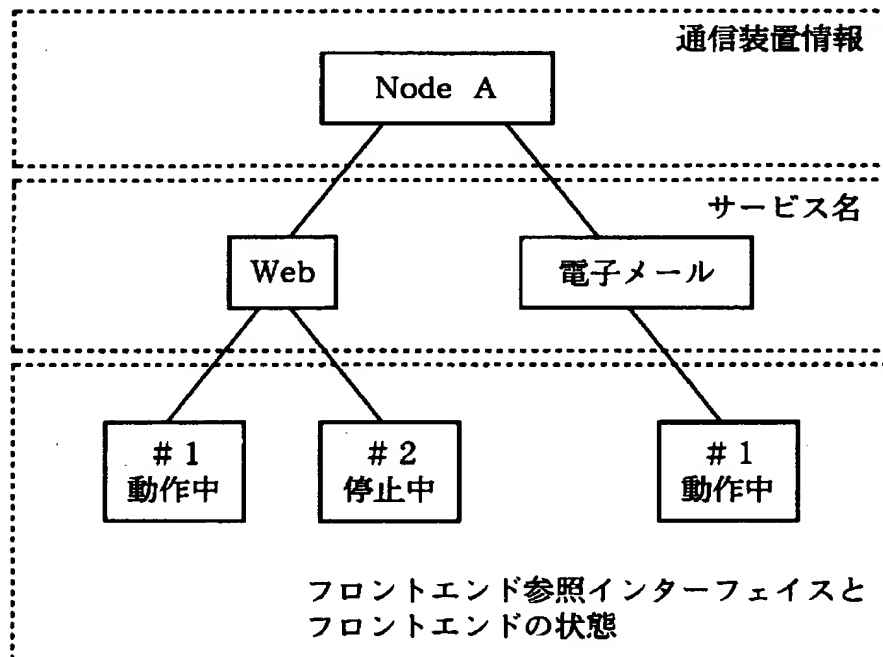 通信装置情報
Node A
サービス名
Web
電子メール
#1
動作中
#2
停止中
#1
動作中
フロントエンド参照インターフェイスと
フロントエンドの状態